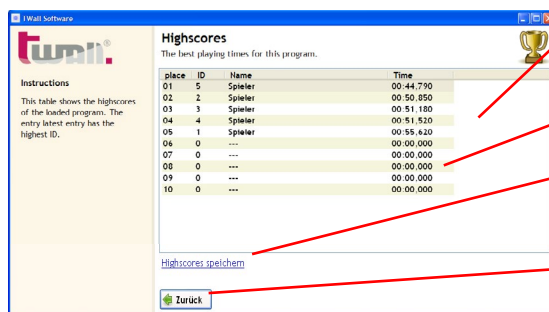 TWall Software
twall®
Instructions
This table shows the highscores
of the loaded program. The
entry latest entry has the
highest ID.
Highscores
The best playing times for this program.
place ID Name Time
01 5 Spieler 00:44,790
02 2 Spieler 00:50,850
03 3 Spieler 00:51,180
04 4 Spieler 00:51,520
05 1 Spieler 00:55,620
06 0 --- 00:00,000
07 0 --- 00:00,000
08 0 --- 00:00,000
09 0 --- 00:00,000
10 0 --- 00:00,000
Highscores speichern
Zurück